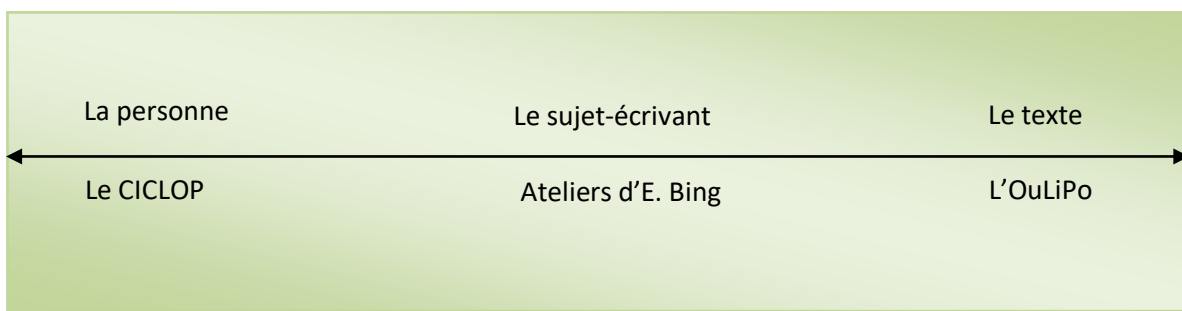 La personne Le sujet-écrivant Le texte
Le CICLOP Ateliers d’E. Bing L’OuLiPo